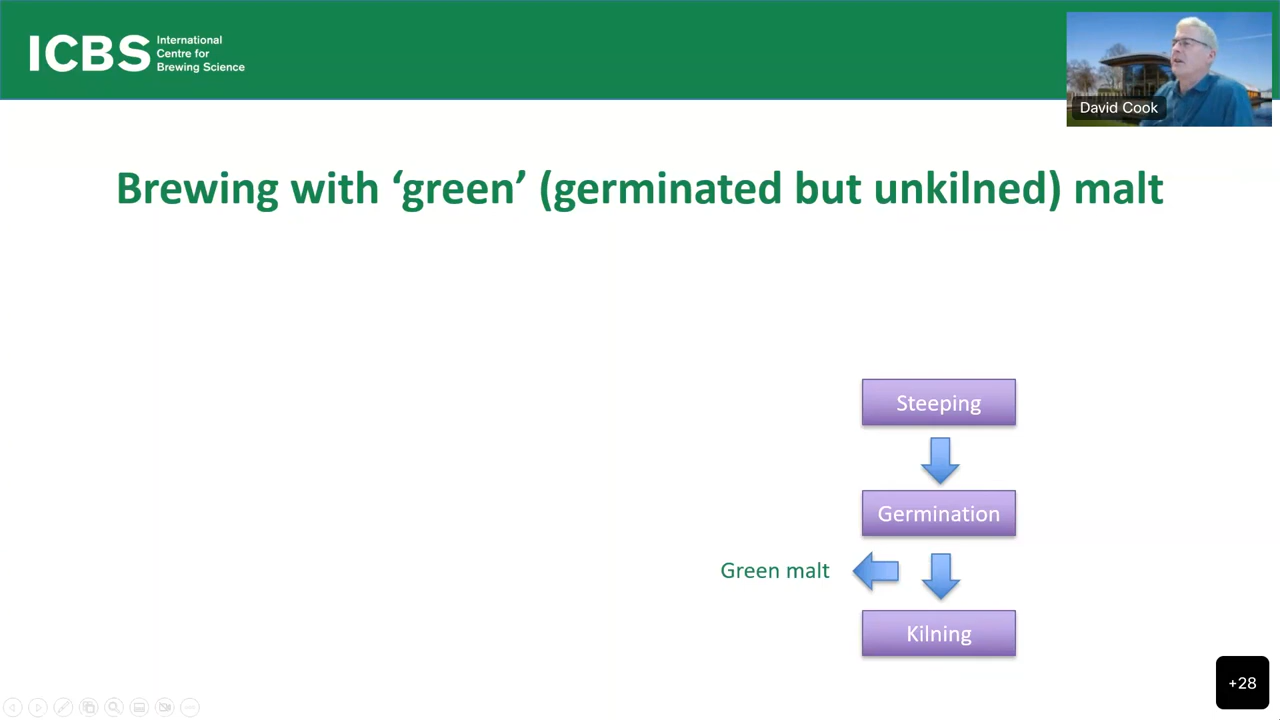 ICBS
International
Centre for
Brewing Science
David Cook
Brewing with ‘green’ (germinated but unkilned) malt
Steeping
Germination
Green malt
Kilning
+28